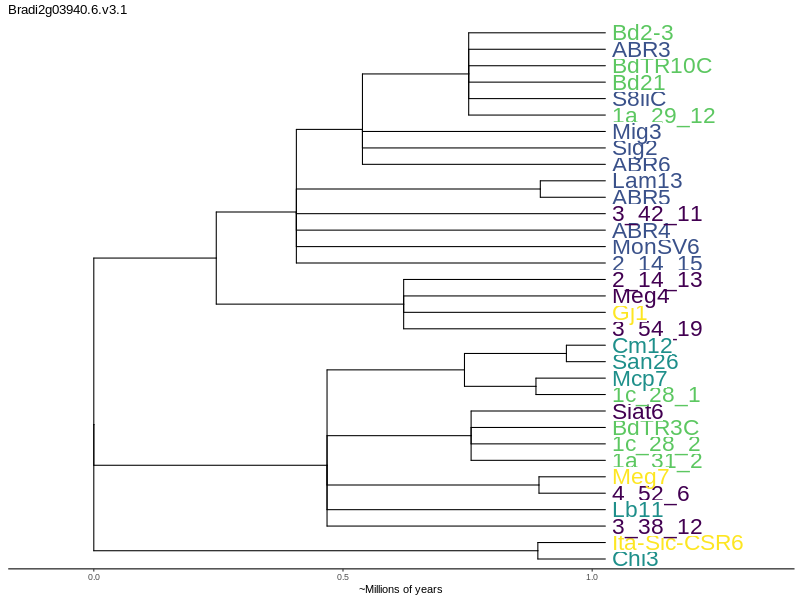 Bradi2g03940.6.v3.1
Bd2-3
ABR3
BdTR10C
Bd21
S8iiC
1a_29_12
Mig3
Sig2
ABR6
Lam13
ABR5
3_42_11
ABR4
MonSV6
2_14_15
2_14_13
Meg4
Gj1
3_54_19
Cm12
San26
Mcp7
1c_28_1
Siat6
BdTR3C
1c_28_2
1a_31_2
Meg7
4_52_6
Lb11
3_38_12
Ita-Sic-CSR6
Chi3
0.0 0.5 1.0
~Millions of years